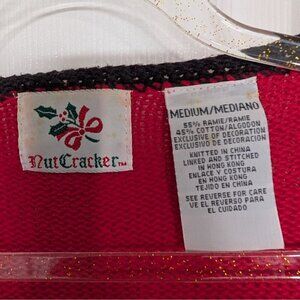 NutCracker™
MEDIUM/MEDIANO
55% RAMIE/RAMIE
45% COTTON/ALGODON
EXCLUSIVE OF DECORATION
EXCLUSIVO DE DECORACION
KNITTED IN CHINA
LINKED AND STITCHED
IN HONG KONG
ENLACE Y COSTURA
EN HONG KONG
TEJIDO EN CHINA
SEE REVERSE FOR CARE
VE EL REVERSO PARA
EL CUIDADO